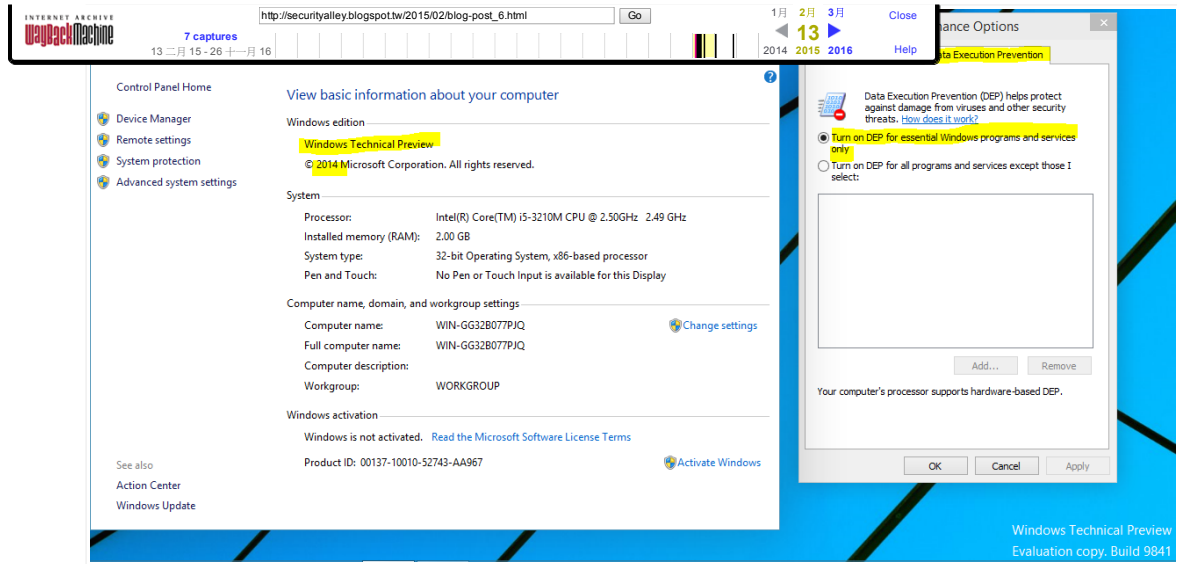 INTERNET ARCHIVE
WayBackMachine
http://securityalley.blogspot.tw/2015/02/blog-post_6.html
Go
7 captures
13 二月 15 - 26 十一月 16
1月 2月 3月
13
2014 2015 2016
Close
Help
ance Options
ata Execution Prevention
Control Panel Home
Device Manager
Remote settings
System protection
Advanced system settings
View basic information about your computer
Windows edition
Windows Technical Preview
© 2014 Microsoft Corporation. All rights reserved.
System
Processor: Intel(R) Core(TM) i5-3210M CPU @ 2.50GHz 2.49 GHz
Installed memory (RAM): 2.00 GB
System type: 32-bit Operating System, x86-based processor
Pen and Touch: No Pen or Touch Input is available for this Display
Computer name, domain, and workgroup settings
Computer name: WIN-GG32B077PJQ
Change settings
Full computer name: WIN-GG32B077PJQ
Computer description:
Workgroup: WORKGROUP
Windows activation
Windows is not activated. Read the Microsoft Software License Terms
Product ID: 00137-10010-52743-AA967
Activate Windows
See also
Action Center
Windows Update
Data Execution Prevention (DEP) helps protect
against damage from viruses and other security
threats. How does it work?
Turn on DEP for essential Windows programs and services
only
Turn on DEP for all programs and services except those I
select:
Add... Remove
Your computer's processor supports hardware-based DEP.
OK Cancel Apply
Windows Technical Preview
Evaluation copy. Build 9841